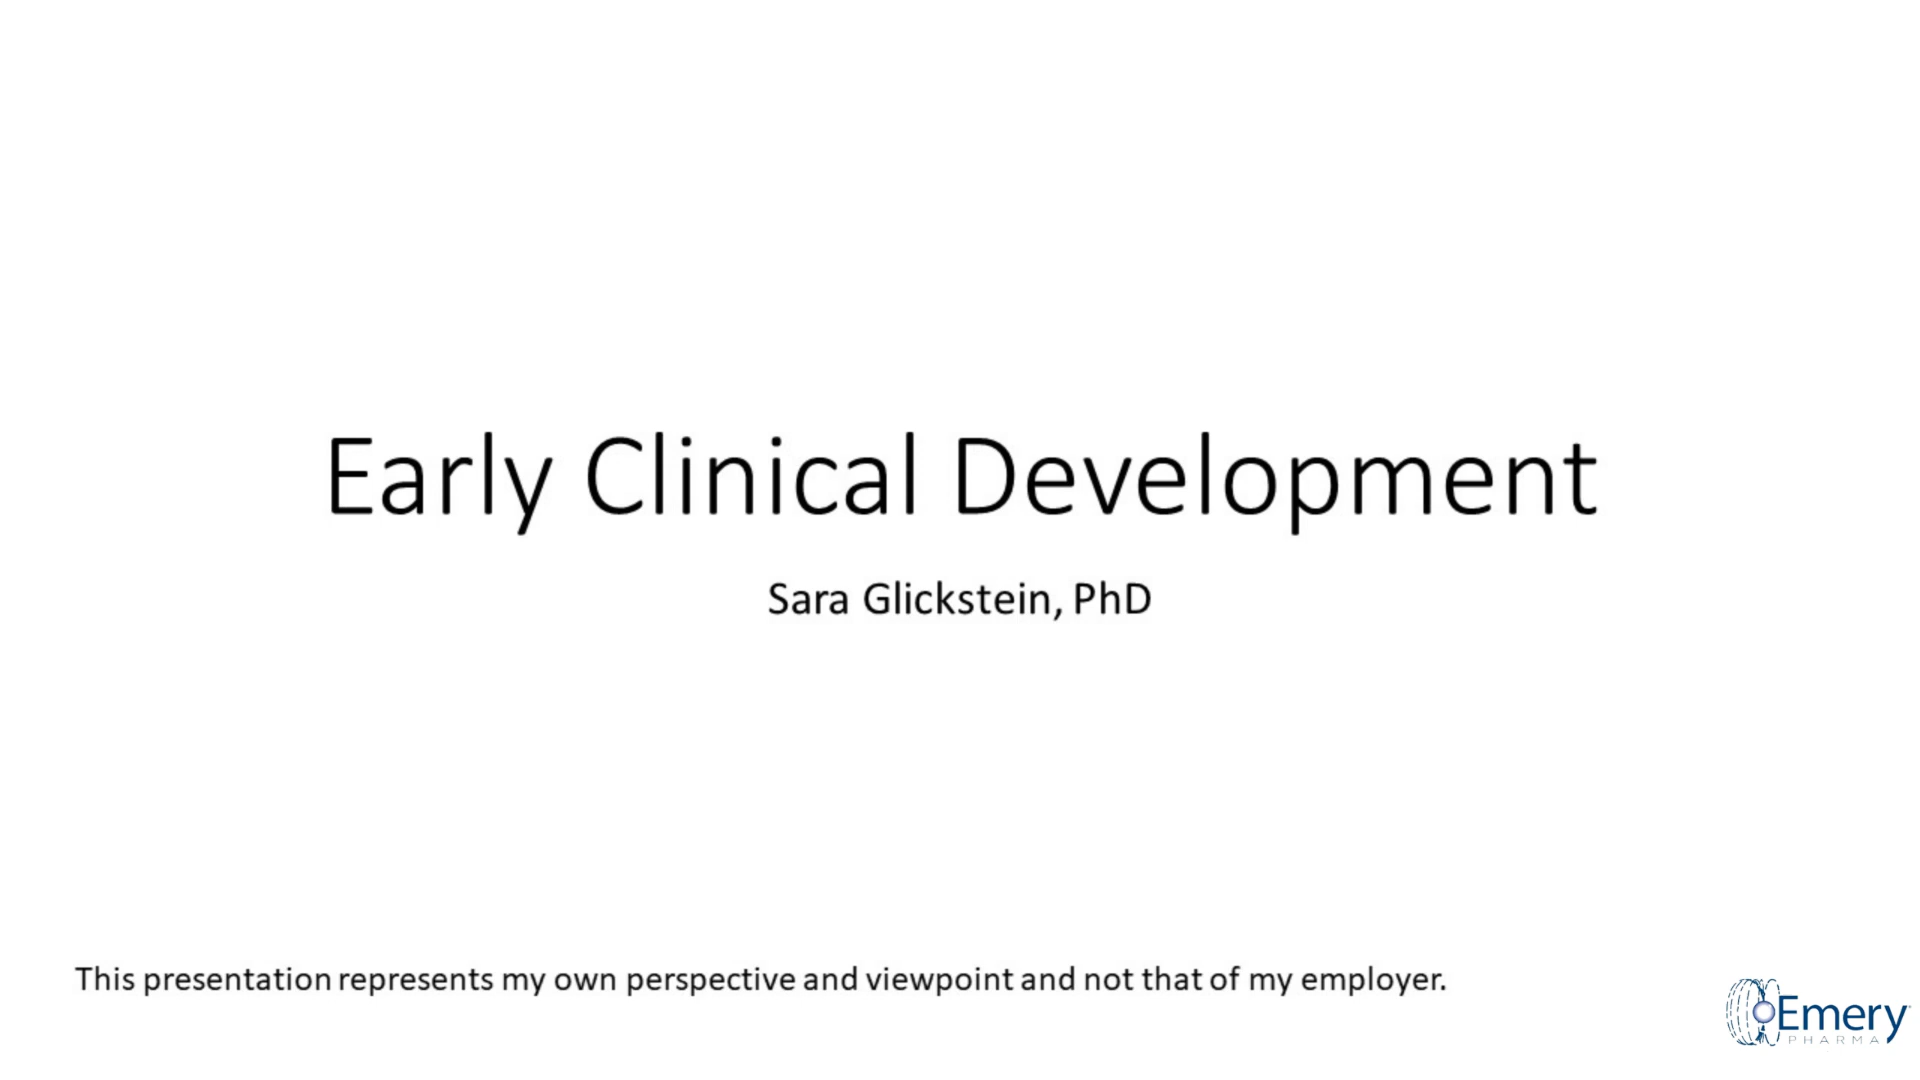 Early Clinical Development
Sara Glickstein, PhD
This presentation represents my own perspective and viewpoint and not that of my employer.
Emery
PHARMA